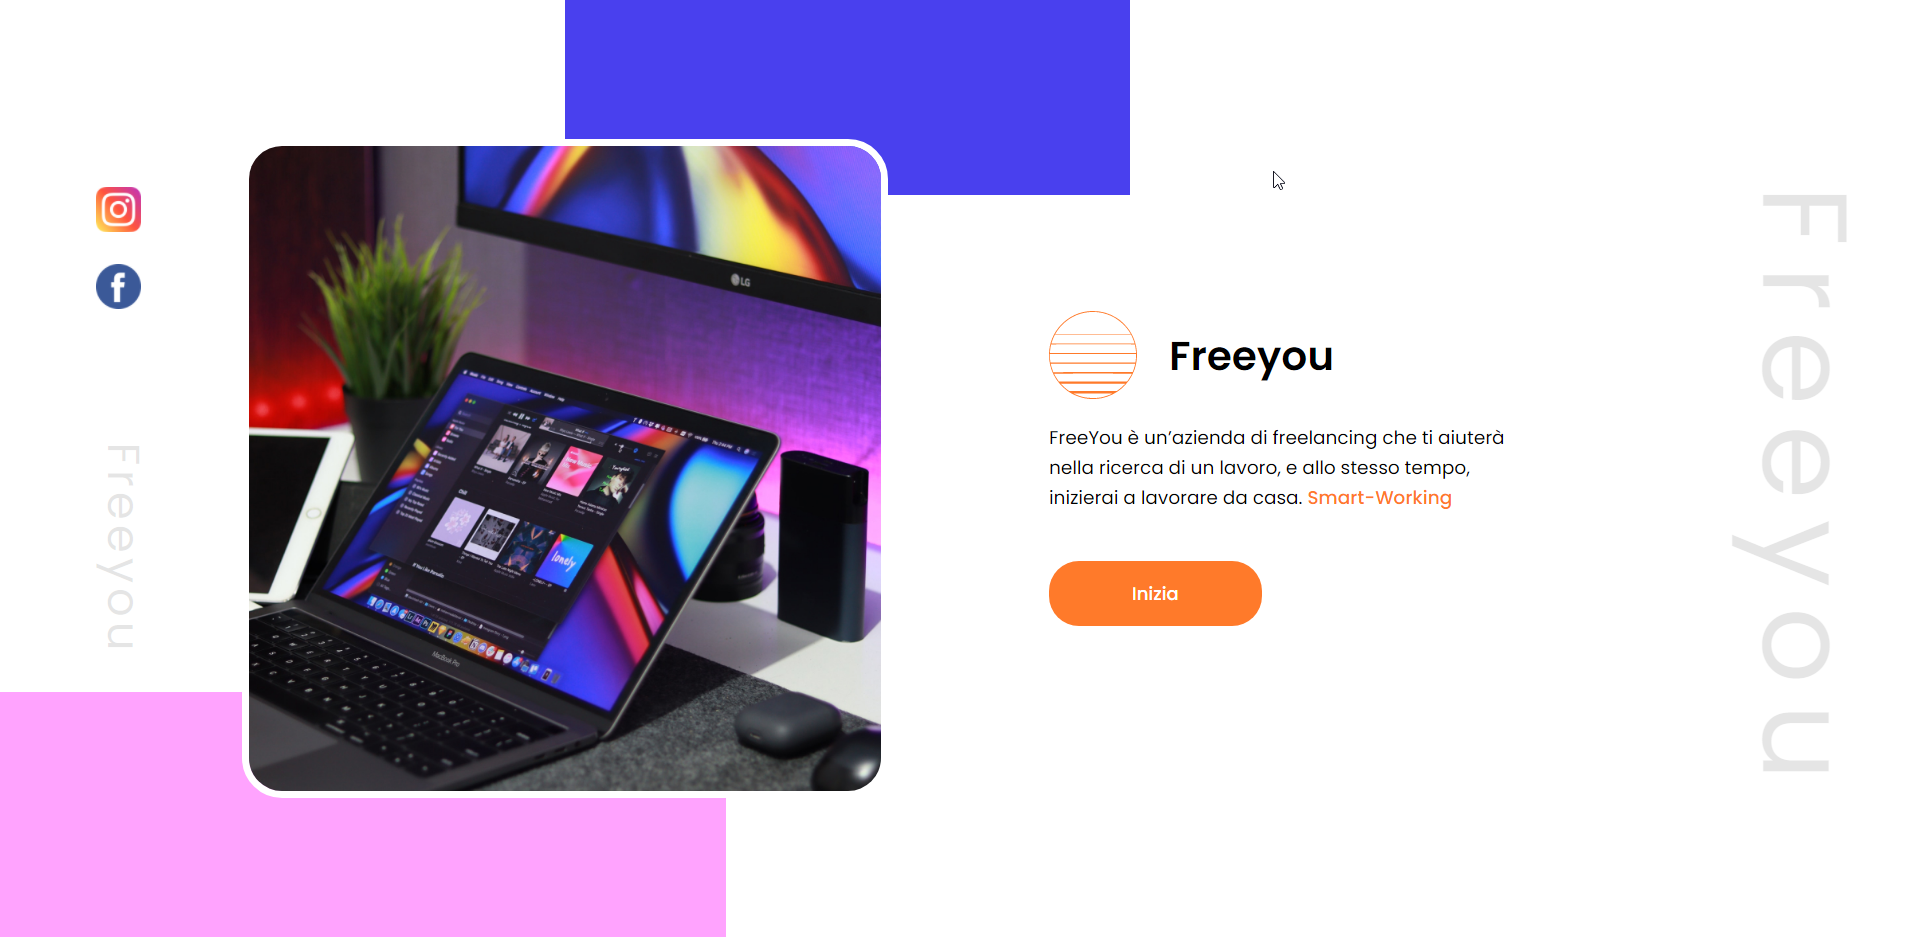 Freeyou
LG
MacBook Pro
lonely
Freeyou
FreeYou è un’azienda di freelancing che ti aiuterà
nella ricerca di un lavoro, e allo stesso tempo,
inizierai a lavorare da casa. Smart-Working
Inizia
Freeyou